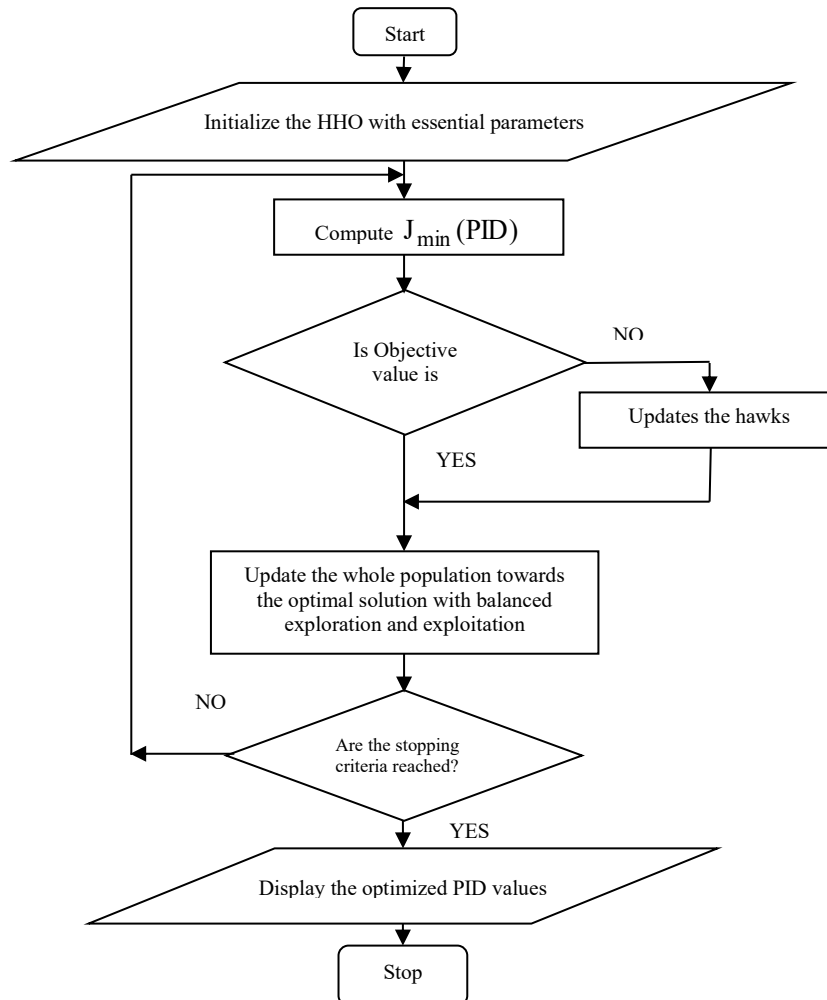 Start
Initialize the HHO with essential parameters
Compute J_min (PID)
Is Objective
value is
NO
Updates the hawks
YES
Update the whole population towards
the optimal solution with balanced
exploration and exploitation
NO
Are the stopping
criteria reached?
YES
Display the optimized PID values
Stop